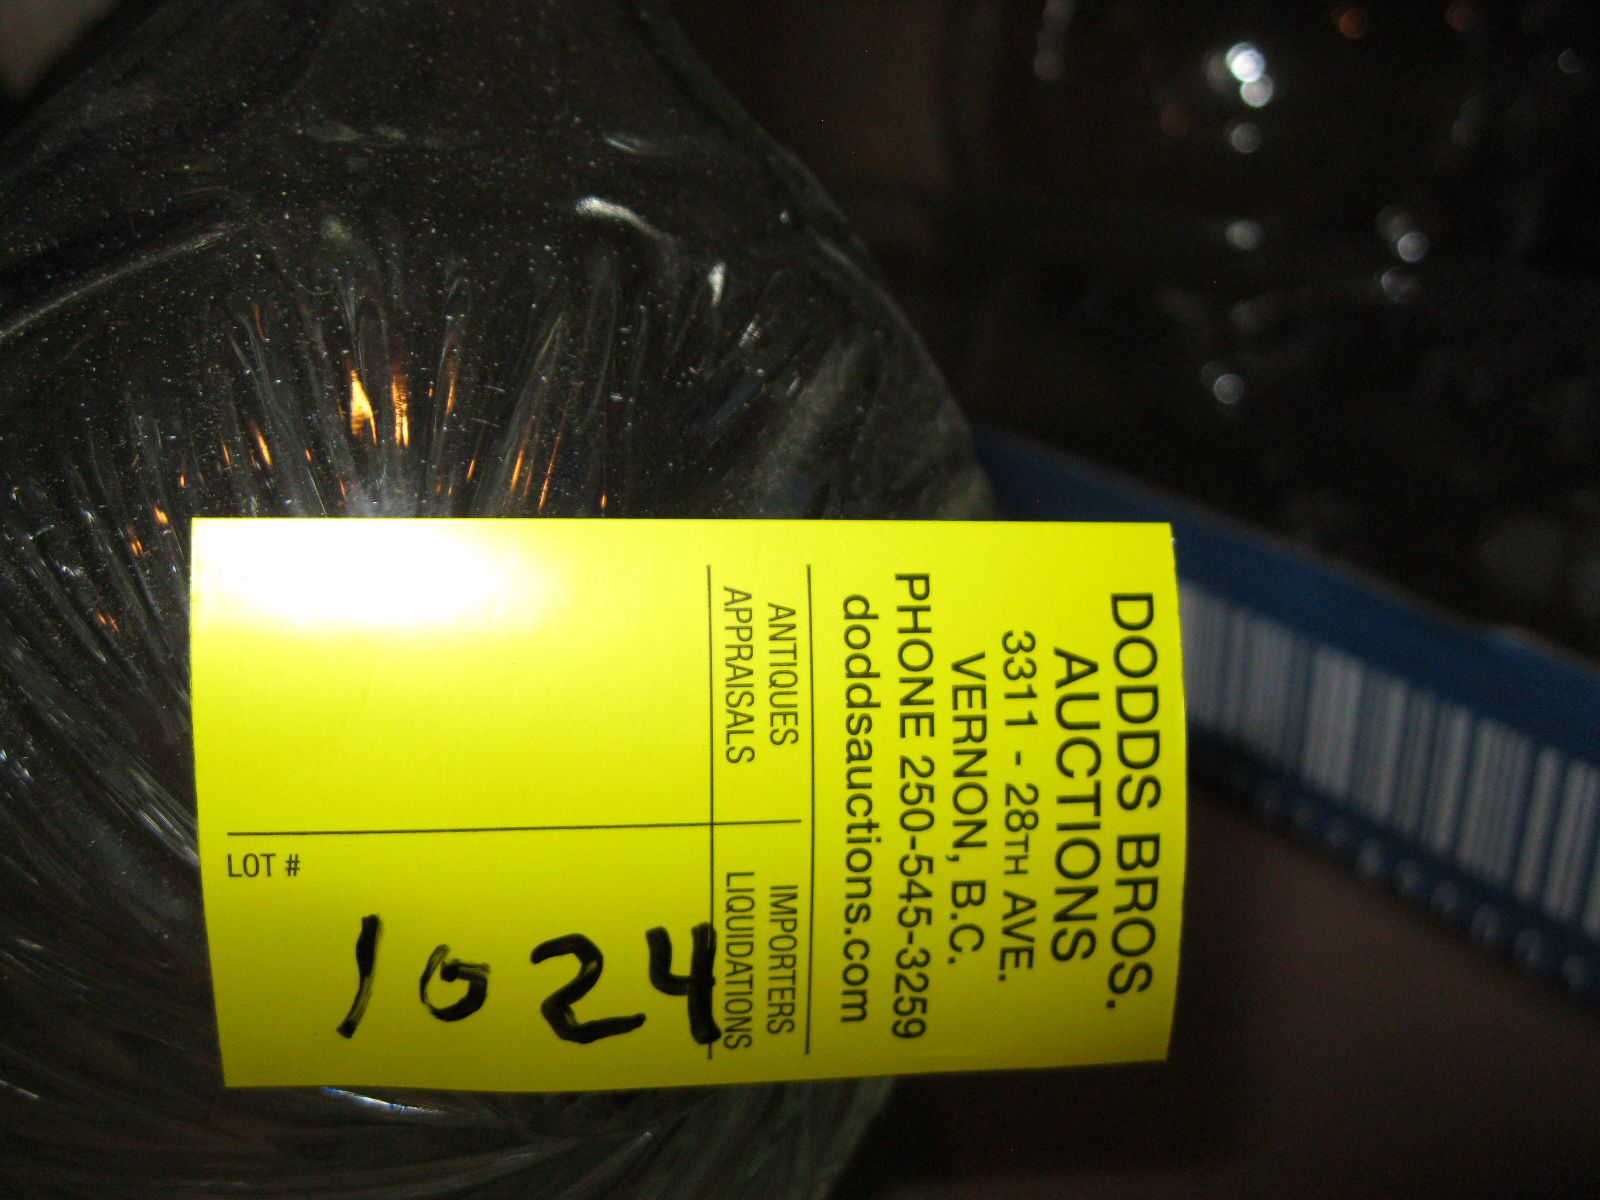 DODDS BROS.
AUCTIONS
3311 - 28TH AVE.
VERNON, B.C.
PHONE 250-545-3259
doddsauctions.com
ANTIQUES IMPORTERS
APPRAISALS LIQUIDATIONS
LOT #
1024